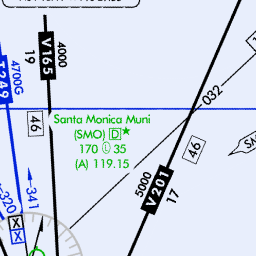 V165
4000
19
T249
4700G
46
Santa Monica Muni
(SMO) D★
170 Ⓛ 35
(A) 119.15
032
46
5000
V201
17
341
320
X
X